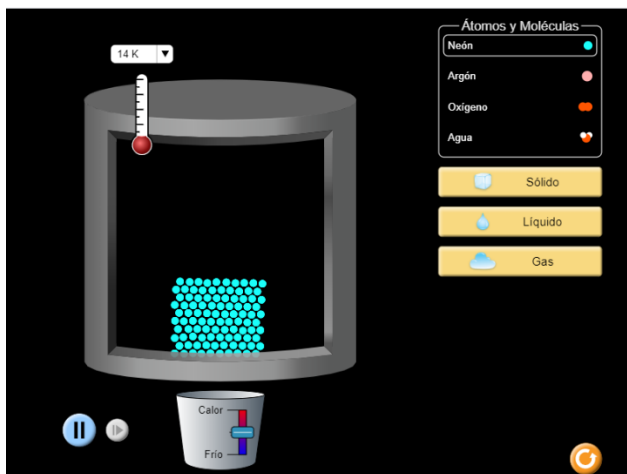 14 K
Átomos y Moléculas
Neón
Argón
Oxígeno
Agua
Sólido
Líquido
Gas
Calor
Frío